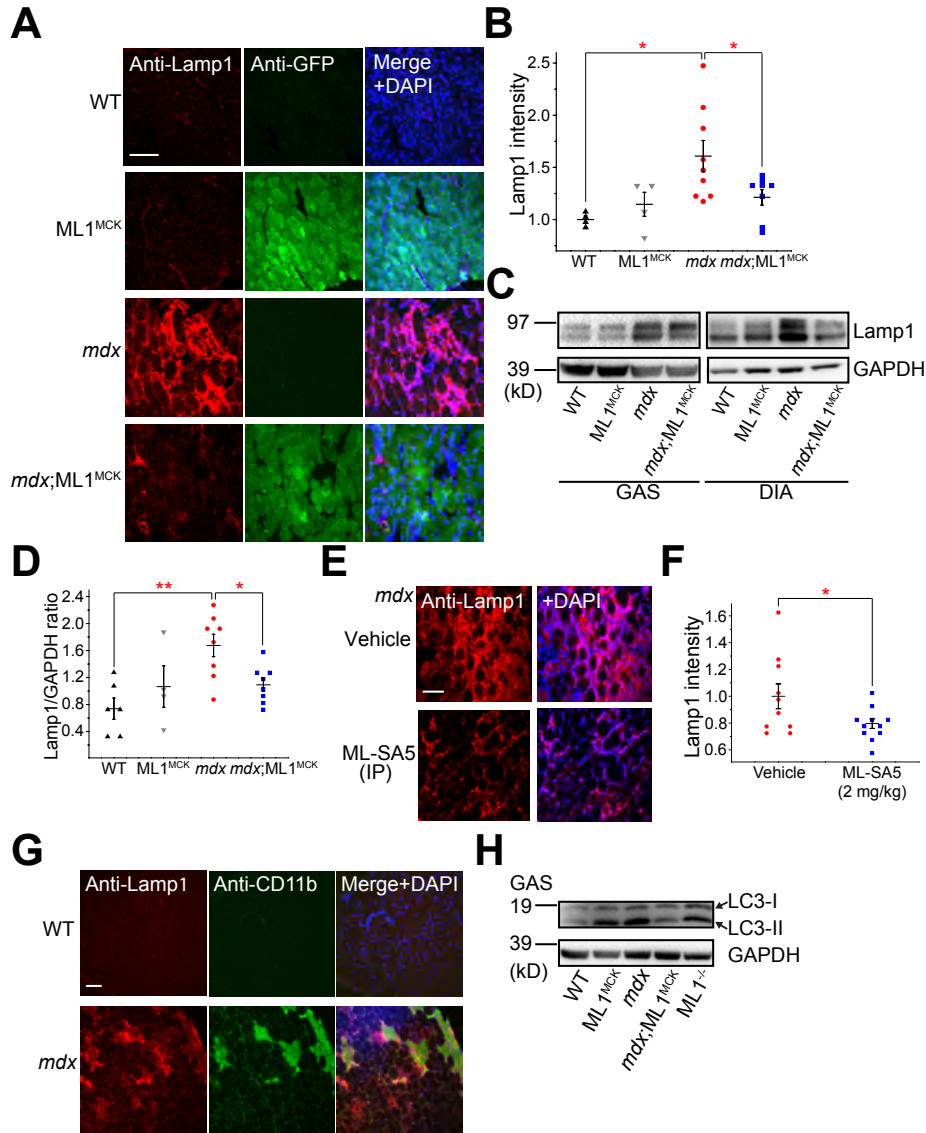 A
Anti-Lamp1 Anti-GFP Merge +DAPI
WT
ML1MCK
mdx
mdx;ML1MCK
B
* *
Lamp1 intensity
2.5
2.0
1.5
1.0
WT ML1MCK mdx mdx;ML1MCK
C
97
Lamp1
39
GAPDH
(kD)
WT ML1MCK mdx mdx;ML1MCK WT ML1MCK mdx mdx;ML1MCK
GAS DIA
D
** *
Lamp1/GAPDH ratio
2.4
2.0
1.6
1.2
0.8
0.4
WT ML1MCK mdx mdx;ML1MCK
E
mdx
Anti-Lamp1 +DAPI
Vehicle
ML-SA5
(IP)
F
*
Lamp1 intensity
1.6
1.4
1.2
1.0
0.8
0.6
Vehicle ML-SA5
(2 mg/kg)
G
Anti-Lamp1 Anti-CD11b Merge+DAPI
WT
mdx
H
GAS
19
LC3-I
LC3-II
39
GAPDH
(kD)
WT ML1MCK mdx mdx;ML1MCK ML1-/-